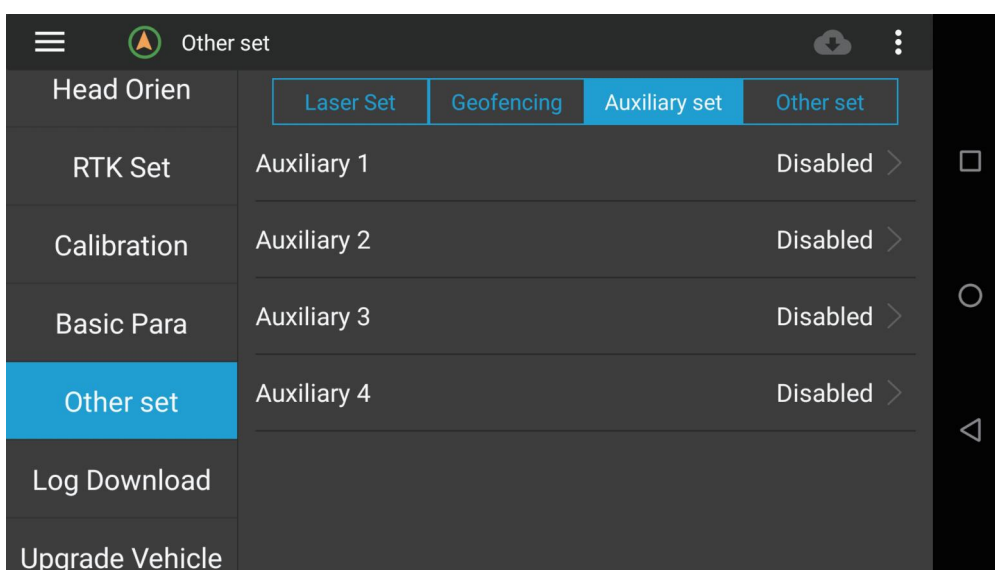 Other set
Head Orien
RTK Set
Calibration
Basic Para
Other set
Log Download
Upgrade Vehicle
Laser Set Geofencing Auxiliary set Other set
Auxiliary 1 Disabled
Auxiliary 2 Disabled
Auxiliary 3 Disabled
Auxiliary 4 Disabled